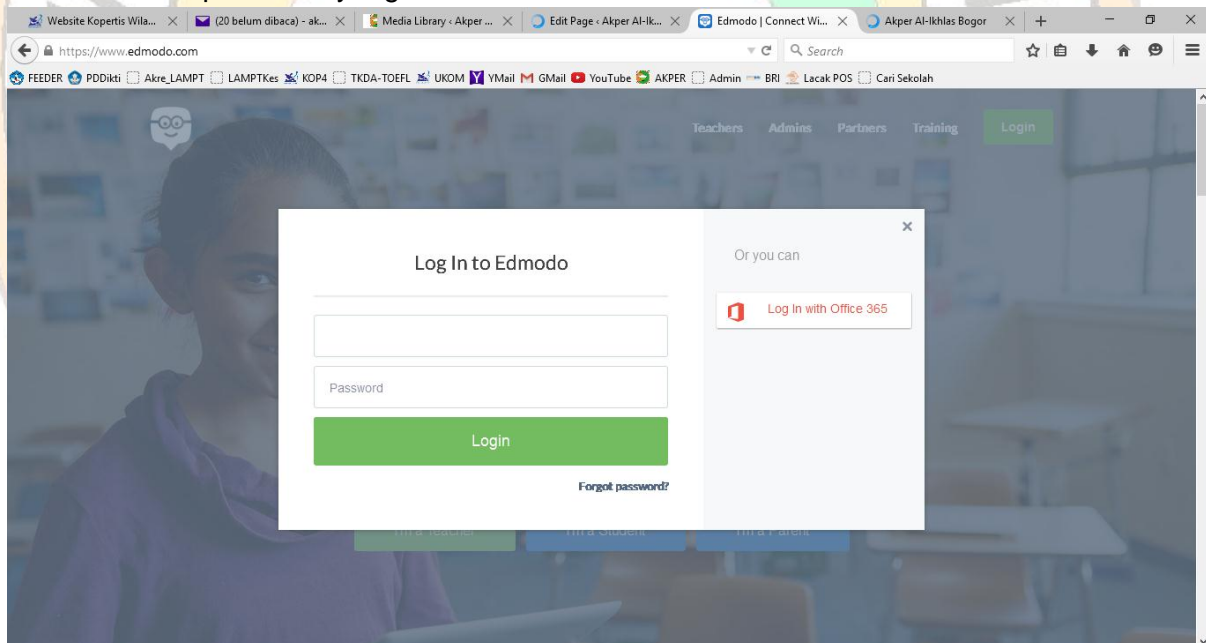 Website Kopertis Wila... (20 belum dibaca) - ak... Media Library ‹ Akper ... Edit Page ‹ Akper Al-Ik... Edmodo | Connect Wi... Akper Al-Ikhlas Bogor
https://www.edmodo.com Search
FEEDER PDDikti Akre_LAMPT LAMPTKes KOP4 TKDA-TOEFL UKOM YMail GMail YouTube AKPER Admin BRI Lacak POS Cari Sekolah
Teachers Admins Partners Training Login
Log In to Edmodo
Or you can
Log In with Office 365
Password
Login
Forgot password?
I'm a Teacher I'm a Student I'm a Parent